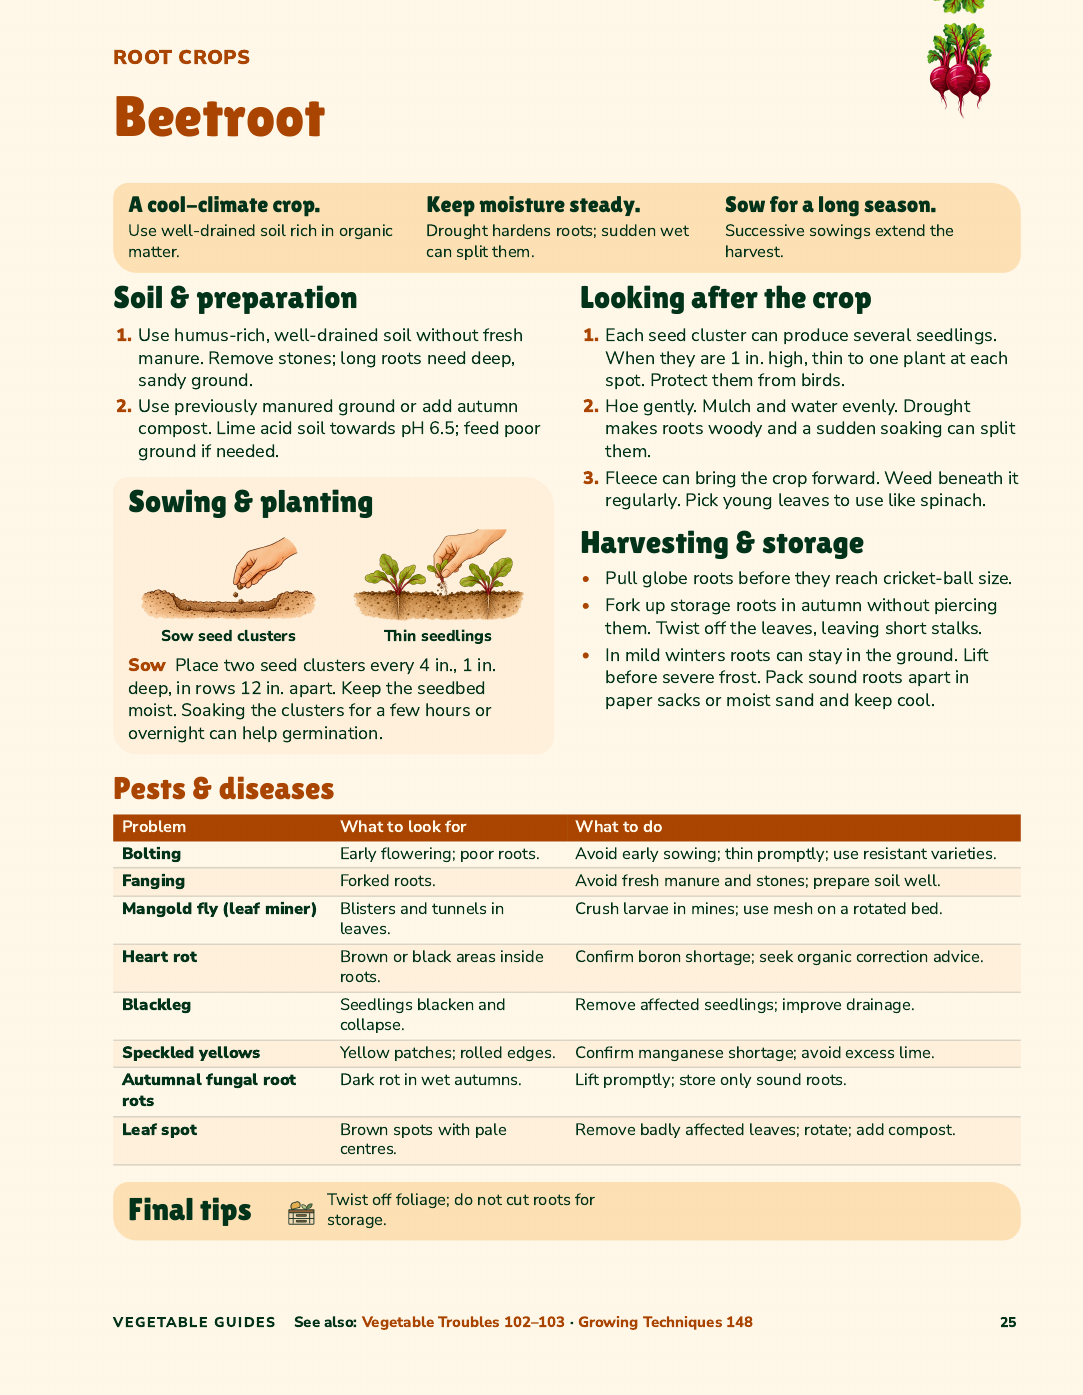 ROOT CROPS
Beetroot
A cool-climate crop.
Use well-drained soil rich in organic
matter.
Keep moisture steady.
Drought hardens roots; sudden wet
can split them.
Sow for a long season.
Successive sowings extend the
harvest.
Soil & preparation
1. Use humus-rich, well-drained soil without fresh
manure. Remove stones; long roots need deep,
sandy ground.
2. Use previously manured ground or add autumn
compost. Lime acid soil towards pH 6.5; feed poor
ground if needed.
Sowing & planting
Sow seed clusters
Thin seedlings
Sow Place two seed clusters every 4 in., 1 in.
deep, in rows 12 in. apart. Keep the seedbed
moist. Soaking the clusters for a few hours or
overnight can help germination.
Looking after the crop
1. Each seed cluster can produce several seedlings.
When they are 1 in. high, thin to one plant at each
spot. Protect them from birds.
2. Hoe gently. Mulch and water evenly. Drought
makes roots woody and a sudden soaking can split
them.
3. Fleece can bring the crop forward. Weed beneath it
regularly. Pick young leaves to use like spinach.
Harvesting & storage
• Pull globe roots before they reach cricket-ball size.
• Fork up storage roots in autumn without piercing
them. Twist off the leaves, leaving short stalks.
• In mild winters roots can stay in the ground. Lift
before severe frost. Pack sound roots apart in
paper sacks or moist sand and keep cool.
Pests & diseases
Problem What to look for What to do
Bolting Early flowering; poor roots. Avoid early sowing; thin promptly; use resistant varieties.
Fanging Forked roots. Avoid fresh manure and stones; prepare soil well.
Mangold fly (leaf miner) Blisters and tunnels in Crush larvae in mines; use mesh on a rotated bed.
leaves.
Heart rot Brown or black areas inside Confirm boron shortage; seek organic correction advice.
roots.
Blackleg Seedlings blacken and Remove affected seedlings; improve drainage.
collapse.
Speckled yellows Yellow patches; rolled edges. Confirm manganese shortage; avoid excess lime.
Autumnal fungal root Dark rot in wet autumns. Lift promptly; store only sound roots.
rots
Leaf spot Brown spots with pale Remove badly affected leaves; rotate; add compost.
centres.
Final tips
Twist off foliage; do not cut roots for
storage.
VEGETABLE GUIDES See also: Vegetable Troubles 102–103 · Growing Techniques 148 25